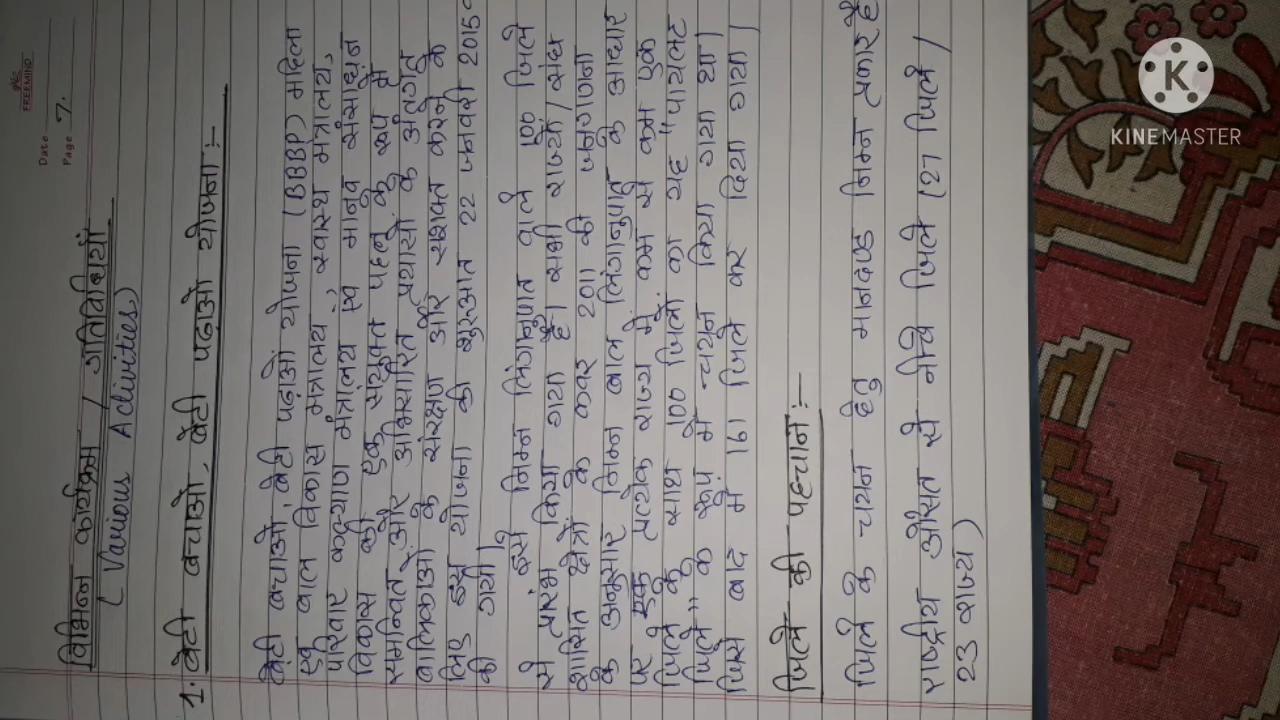 FREEMIND
Date
Page 7.
विभिन्न कार्यक्रम / गतिविधियाँ
( Various Activities )
1. बेटी बचाओ, बेटी पढ़ाओ योजना :-
बेटी बचाओ, बेटी पढ़ाओ योजना (BBBP) महिला
एवं बाल विकास मंत्रालय, स्वास्थ मंत्रालय,
परिवार कल्याण मंत्रालय एवं मानव संसाधन
विकास की एक संयुक्त पहल के रूप में
समन्वित और अभिसारित प्रयासों के अंतर्गत
बालिकाओं के संरक्षण और सशक्त करने के
लिए इस योजना की शुरुआत 22 जनवरी 2015
की गयी।
इसे निम्न लिंगानुपात वाले 100 जिले
से प्रारंभ किया गया है। सभी राज्यों / संघ
शासित क्षेत्रों के कवर 2011 की जनगणना
के अनुसार निम्न बाल लिंगानुपात के आधार
पर प्रत्येक राज्य में कम से कम एक
जिले के साथ 100 जिलों का यह "पायलट
जिले" के रूप में चयन किया गया था।
जिसे बाद में 161 जिले कर दिया गया।
जिले की पहचान :-
जिले के चयन हेतु मानदण्ड निम्न प्रकार है
राष्ट्रीय औसत से नीचे जिले (27 जिले /
23 राज्य )
K
KINEMASTER